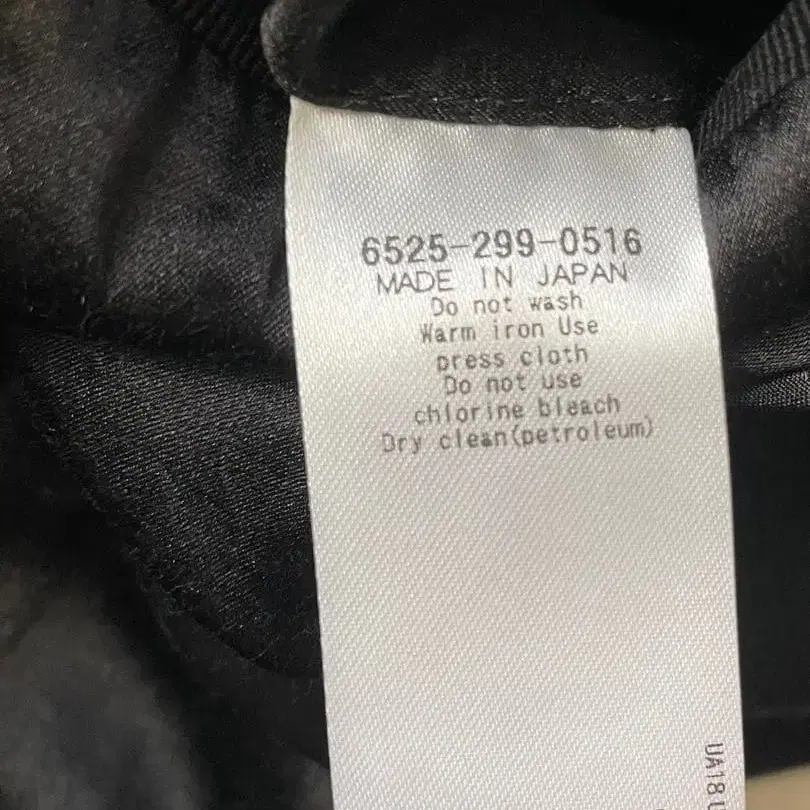 6525-299-0516
MADE IN JAPAN
Do not wash
Warm iron Use
press cloth
Do not use
chlorine bleach
Dry clean(petroleum)
UA18